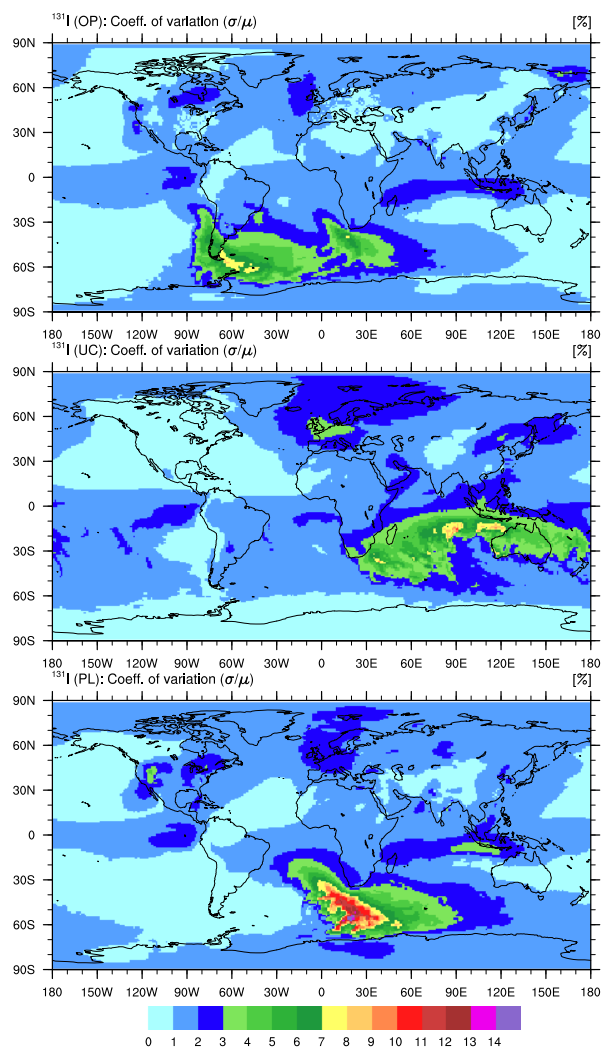 ¹³¹I (OP): Coeff. of variation (σ/μ) [%]
90N
60N
30N
0
30S
60S
90S
180 150W 120W 90W 60W 30W 0 30E 60E 90E 120E 150E 180
¹³¹I (UC): Coeff. of variation (σ/μ) [%]
90N
60N
30N
0
30S
60S
90S
180 150W 120W 90W 60W 30W 0 30E 60E 90E 120E 150E 180
¹³¹I (PL): Coeff. of variation (σ/μ) [%]
90N
60N
30N
0
30S
60S
90S
180 150W 120W 90W 60W 30W 0 30E 60E 90E 120E 150E 180
0 1 2 3 4 5 6 7 8 9 10 11 12 13 14